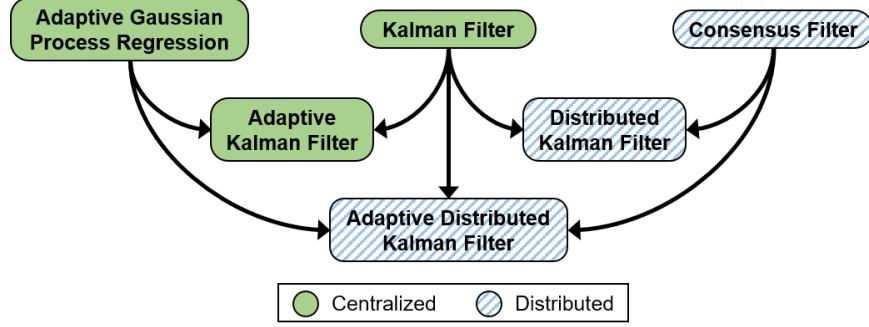 Adaptive Gaussian
Process Regression
Kalman Filter
Consensus Filter
Adaptive
Kalman Filter
Distributed
Kalman Filter
Adaptive Distributed
Kalman Filter
Centralized
Distributed